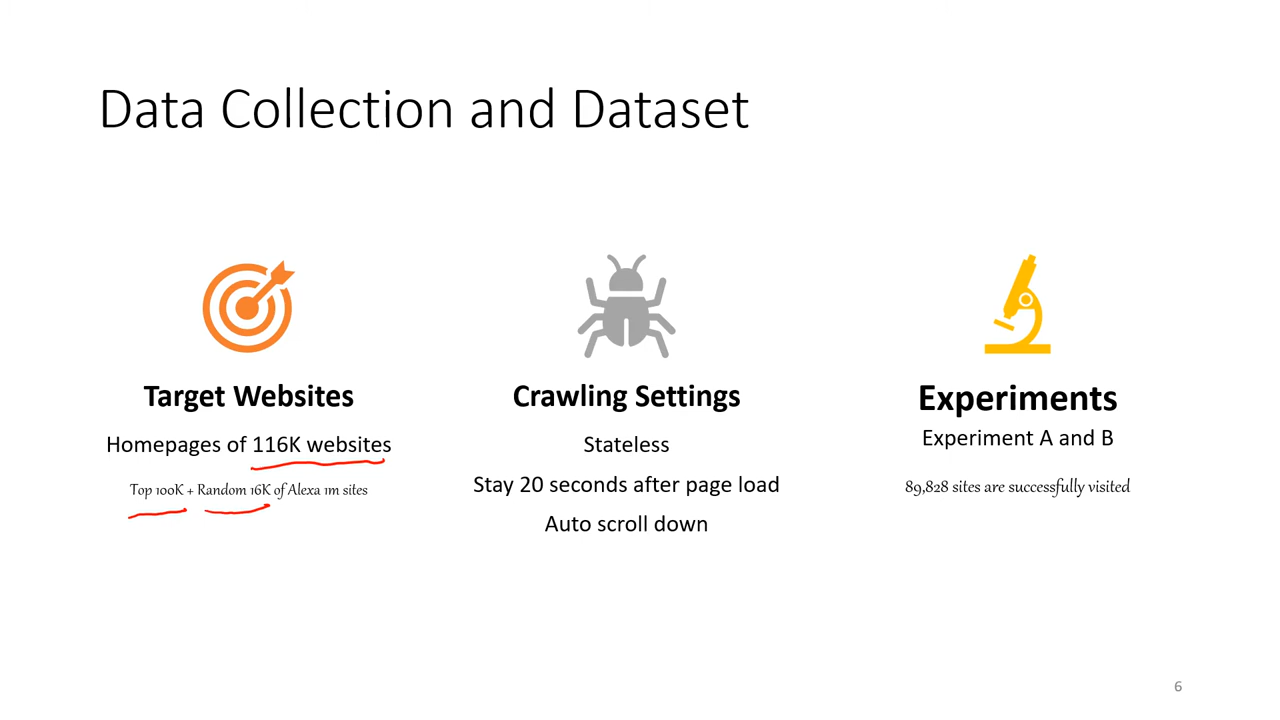 Data Collection and Dataset
Target Websites
Homepages of 116K websites
Top 100K + Random 16K of Alexa 1m sites
Crawling Settings
Stateless
Stay 20 seconds after page load
Auto scroll down
Experiments
Experiment A and B
89,828 sites are successfully visited
6